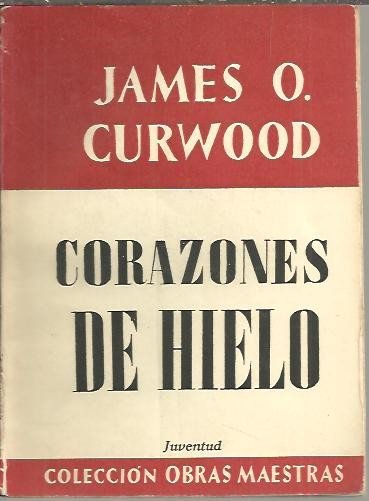 JAMES O.
CURWOOD
CORAZONES
DE HIELO
Juventud
COLECCIÓN OBRAS MAESTRAS